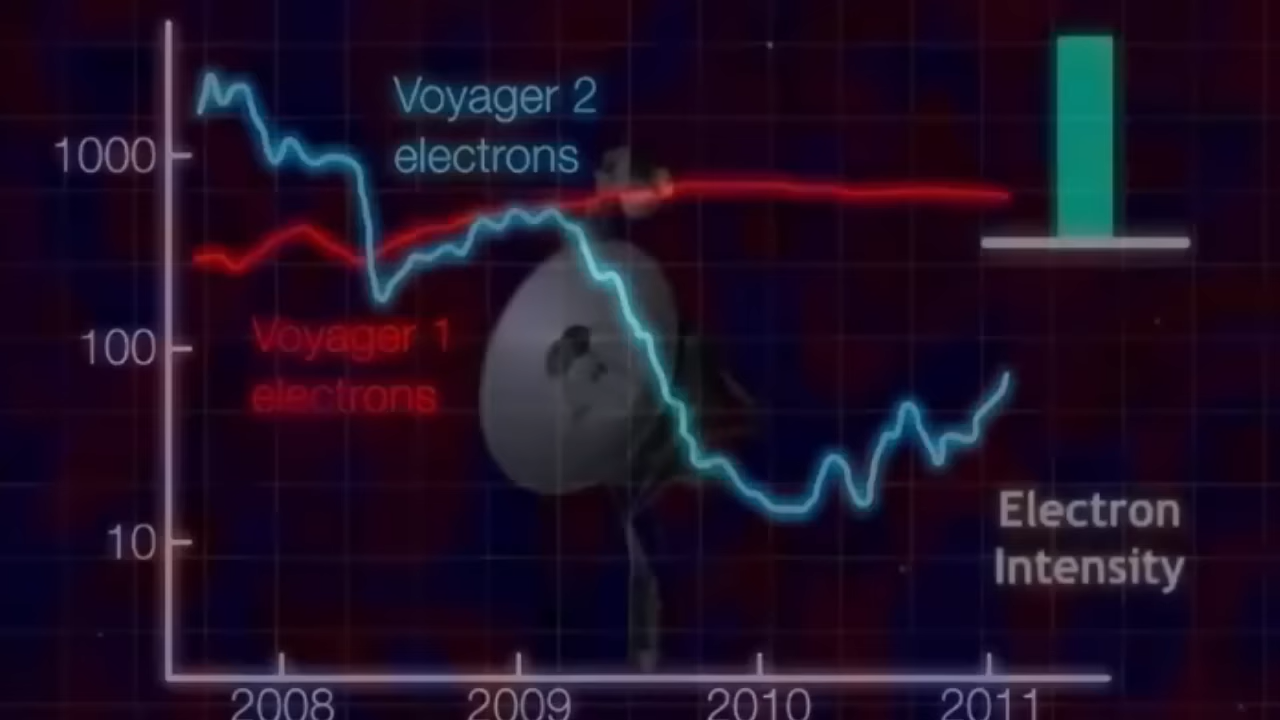 Voyager 2
electrons
1000
Voyager 1
electrons
100
10
Electron
Intensity
2008
2009
2010
2011